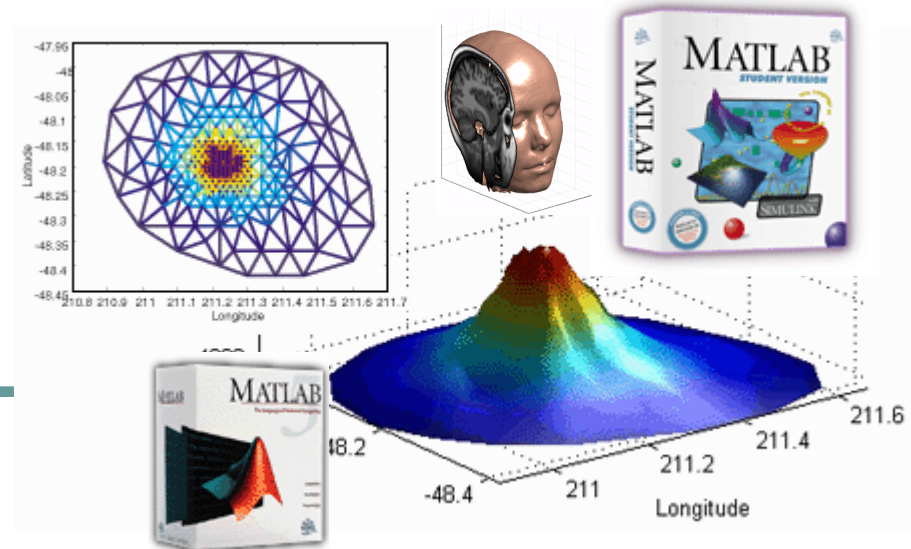 -47.95
-48
-48.05
-48.1
-48.15
-48.2
-48.25
-48.3
-48.35
-48.4
-48.45
Latitude
210.8 210.9 211 211.1 211.2 211.3 211.4 211.5 211.6 211.7
Longitude
MATLAB
STUDENT VERSION
MATLAB
STUDENT VERSION
SIMULINK
MATLAB
5
48.2
-48.4
211
211.2
211.4
211.6
Longitude